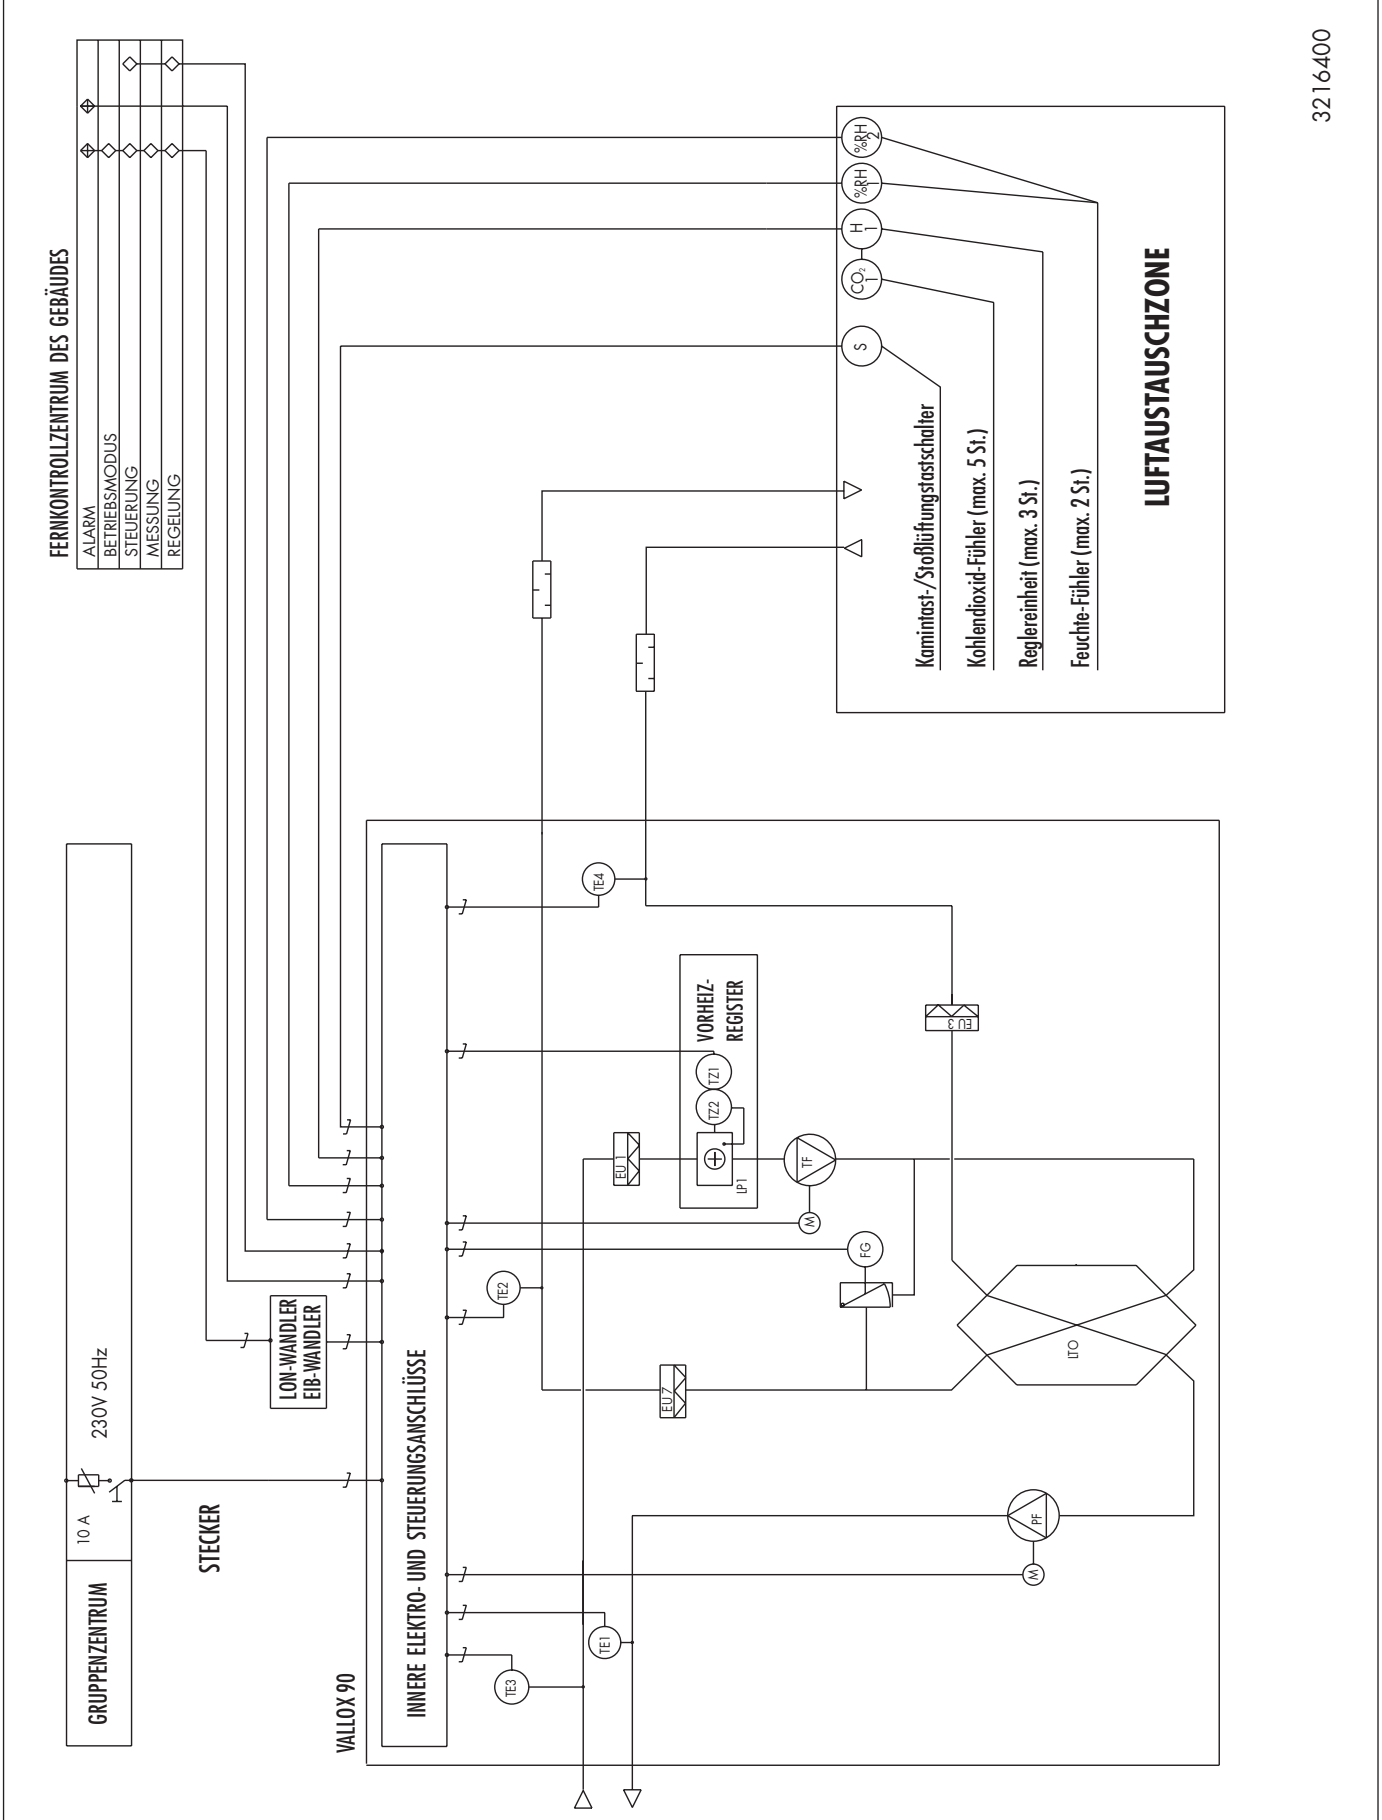 FERNKONTROLLZENTRUM DES GEBÄUDES
ALARM
BETRIEBSMODUS
STEUERUNG
MESSUNG
REGELUNG
GRUPPENZENTRUM
10 A
230V 50Hz
STECKER
LON-WANDLER
EIB-WANDLER
VALLOX 90
INNERE ELEKTRO- UND STEUERUNGSANSCHLÜSSE
TE3
TE1
TE2
TE4
EU 7
EU 1
VORHEIZ-
REGISTER
TZ2
TZ1
LP1
M
TF
FG
EU 3
M
PF
LTO
S
CO₂
1
H
1
%RH
1
%RH
2
Kamintast-/Stoßlüftungstastschalter
Kohlendioxid-Fühler (max. 5 St.)
Reglereinheit (max. 3 St.)
Feuchte-Fühler (max. 2 St.)
LUFTAUSTAUSCHZONE
3216400